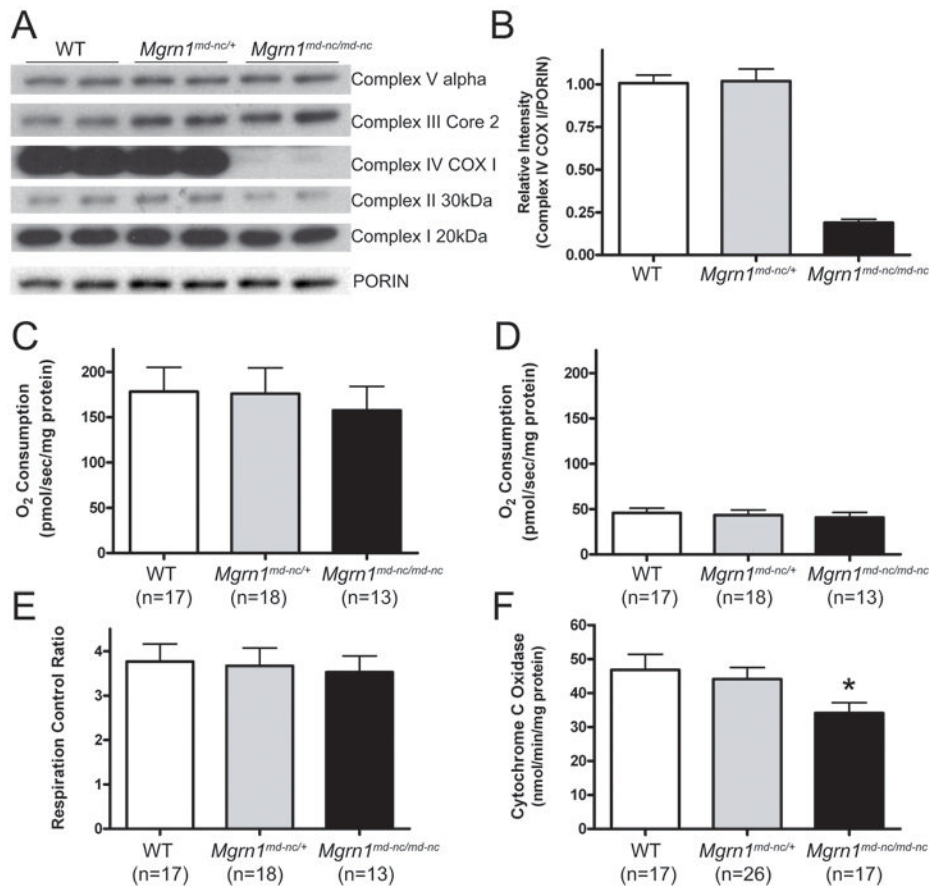 A
WT Mgrn1md-nc/+ Mgrn1md-nc/md-nc
Complex V alpha
Complex III Core 2
Complex IV COX I
Complex II 30kDa
Complex I 20kDa
PORIN
B
Relative Intensity
(Complex IV COX I/PORIN)
1.00
0.75
0.50
0.25
0.00
WT Mgrn1md-nc/+ Mgrn1md-nc/md-nc
C
O2 Consumption
(pmol/sec/mg protein)
200
150
100
50
0
WT Mgrn1md-nc/+ Mgrn1md-nc/md-nc
(n=17) (n=18) (n=13)
D
O2 Consumption
(pmol/sec/mg protein)
200
150
100
50
0
WT Mgrn1md-nc/+ Mgrn1md-nc/md-nc
(n=17) (n=18) (n=13)
E
Respiration Control Ratio
4
3
2
1
0
WT Mgrn1md-nc/+ Mgrn1md-nc/md-nc
(n=17) (n=18) (n=13)
F
Cytochrome C Oxidase
(nmol/min/mg protein)
60
50
40
30
20
10
0
*
WT Mgrn1md-nc/+ Mgrn1md-nc/md-nc
(n=17) (n=26) (n=17)